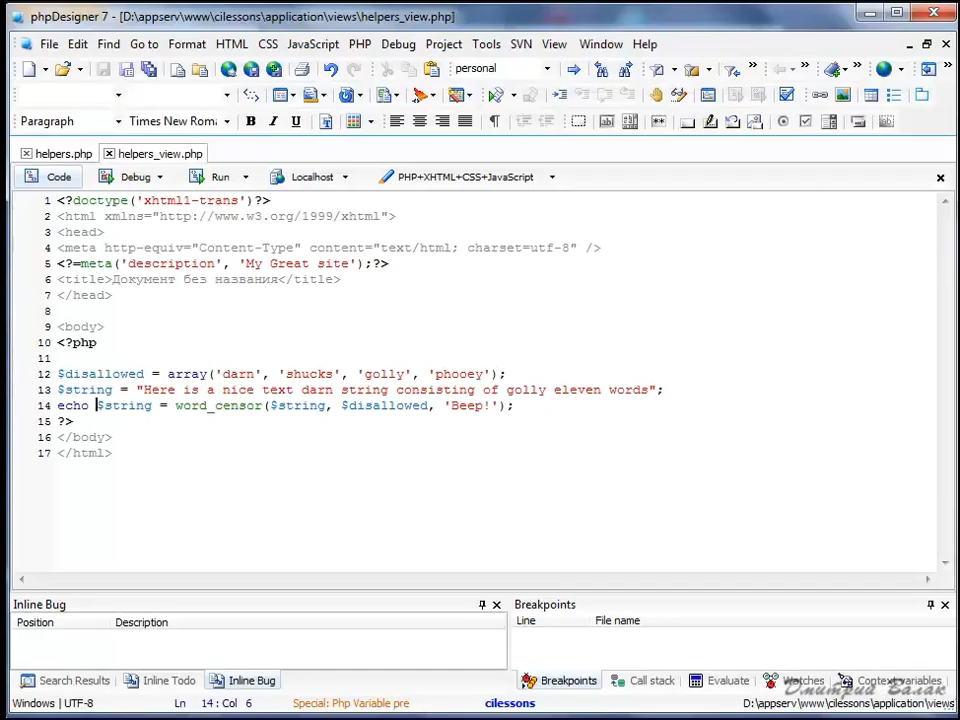 phpDesigner 7 - [D:\appserv\www\cilessons\application\views\helpers_view.php]
File Edit Find Go to Format HTML CSS JavaScript PHP Debug Project Tools SVN View Window Help
personal
Paragraph Times New Roma B I U
helpers.php helpers_view.php
Code Debug Run Localhost PHP+XHTML+CSS+JavaScript
1 <?doctype('xhtml1-trans')?>
2 <html xmlns="http://www.w3.org/1999/xhtml">
3 <head>
4 <meta http-equiv="Content-Type" content="text/html; charset=utf-8" />
5 <?=meta('description', 'My Great site');?>
6 <title>Документ без названия</title>
7 </head>
8
9 <body>
10 <?php
11
12 $disallowed = array('darn', 'shucks', 'golly', 'phooey');
13 $string = "Here is a nice text darn string consisting of golly eleven words";
14 echo $string = word_censor($string, $disallowed, 'Beep!');
15 ?>
16 </body>
17 </html>
Inline Bug Breakpoints
Position Description Line File name
Search Results Inline Todo Inline Bug Breakpoints Call stack Evaluate Watches Context variables
Дмитрий Валак
Windows / UTF-8 Ln 14 : Col 6 Special: Php Variable pre cilessons D:\appserv\www\cilessons\application\views